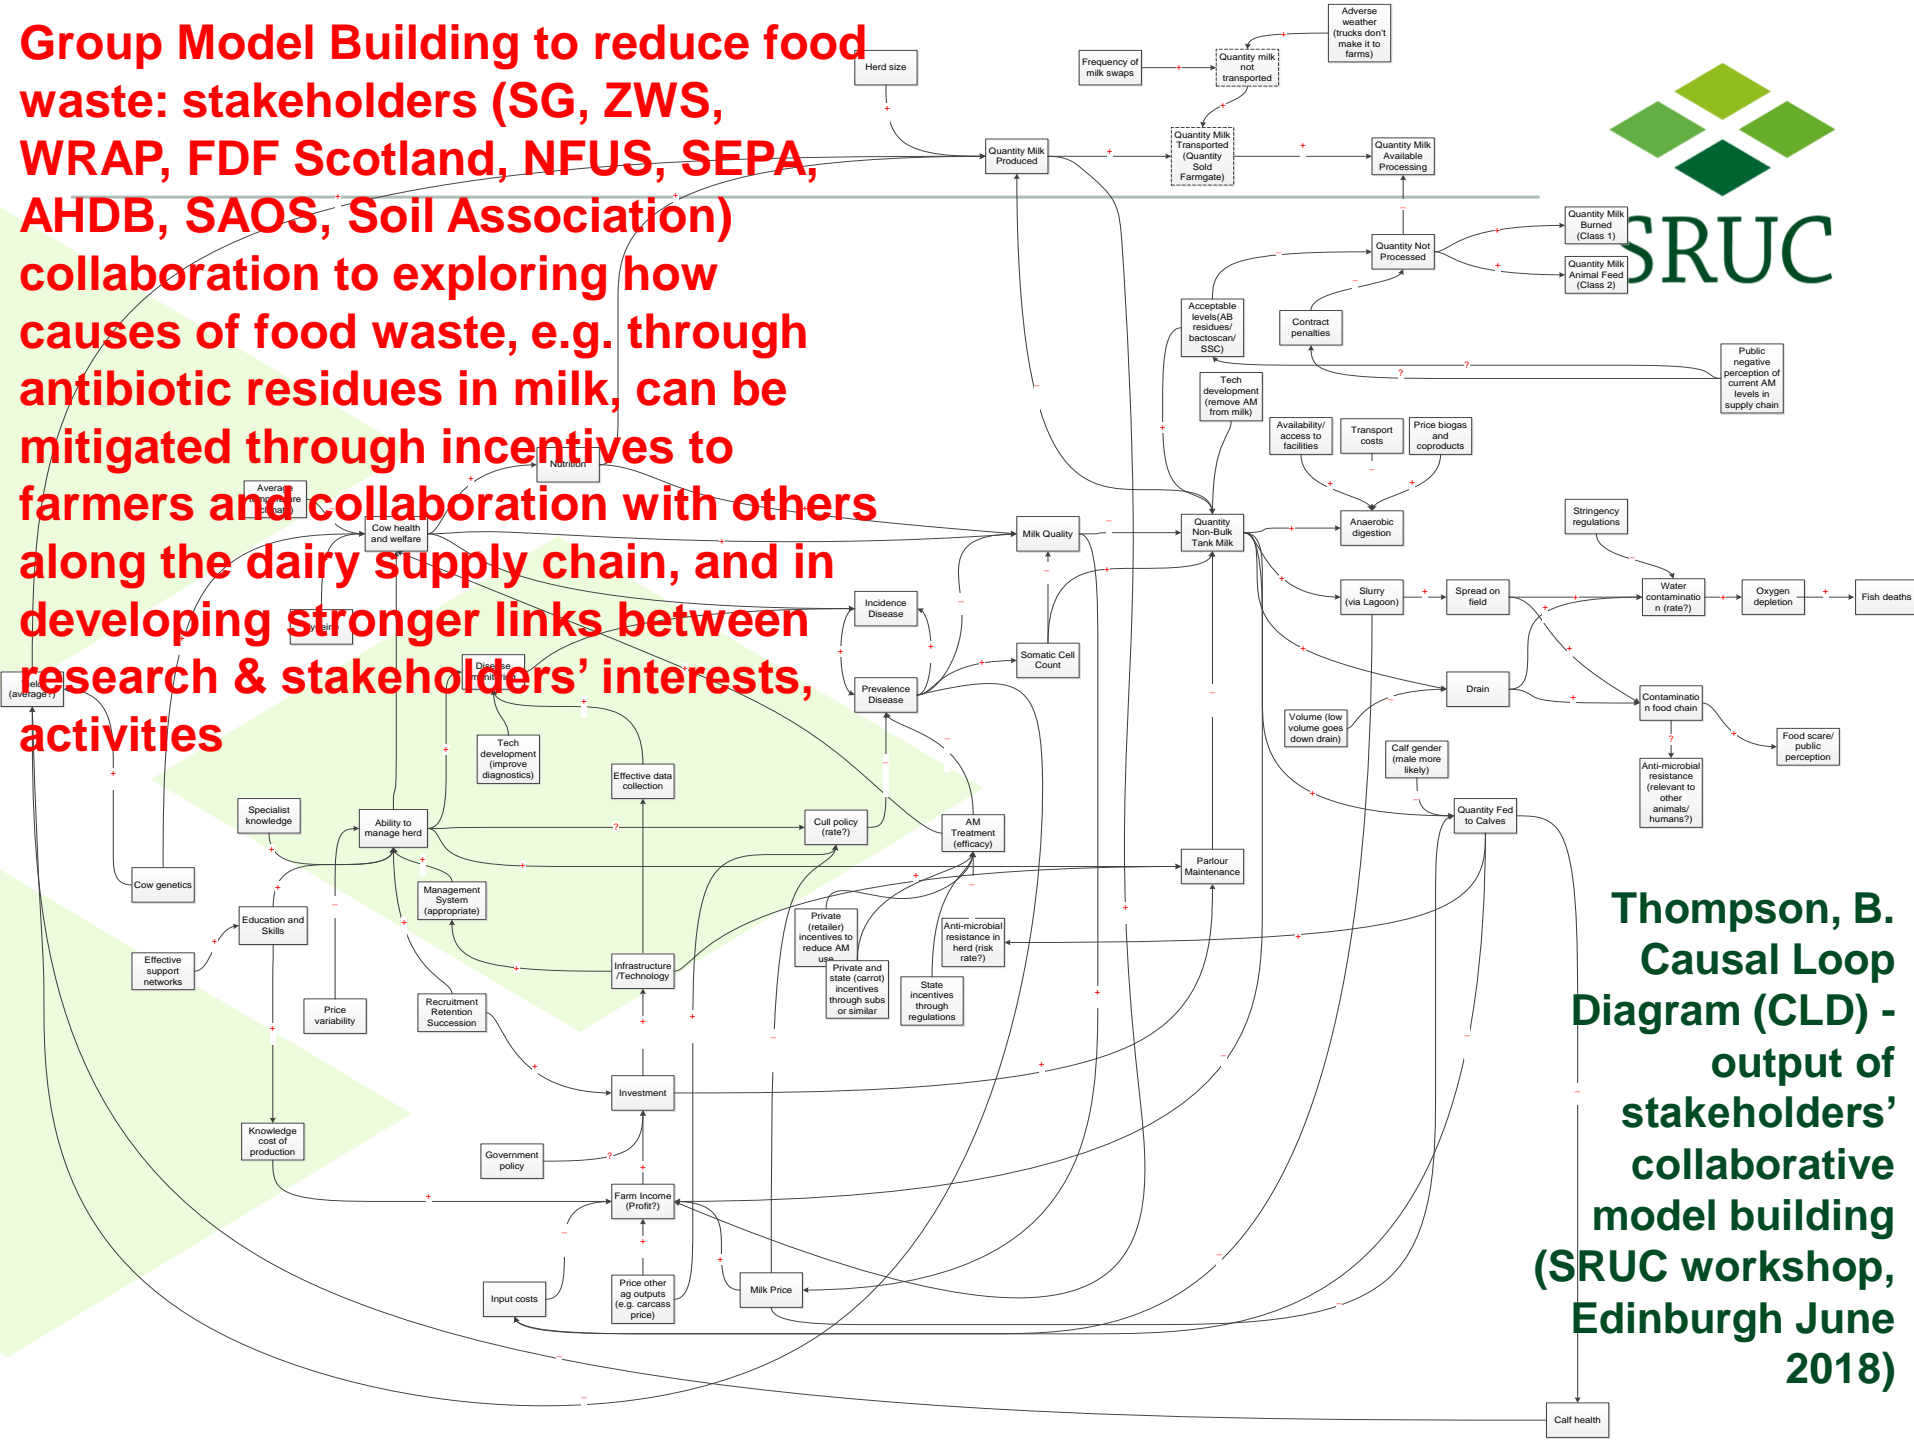 Group Model Building to reduce food
waste: stakeholders (SG, ZWS,
WRAP, FDF Scotland, NFUS, SEPA,
AHDB, SAOS, Soil Association)
collaboration to exploring how
causes of food waste, e.g. through
antibiotic residues in milk, can be
mitigated through incentives to
farmers and collaboration with others
along the dairy supply chain, and in
developing stronger links between
research & stakeholders' interests,
activities
SRUC
Herd size
Frequency of
milk swaps
Quantity milk
not
transported
Adverse
weather
(trucks don't
make it to
farms)
Quantity Milk
Produced
Quantity Milk
Transported
(Quantity
Sold
Farmgate)
Quantity Milk
Available
Processing
Quantity Not
Processed
Quantity Milk
Burned
(Class 1)
Quantity Milk
Animal Feed
(Class 2)
Acceptable
levels(AB
residues/
bactoscan/
SSC)
Contract
penalties
Public
negative
perception of
current AM
levels in
supply chain
Tech
development
(remove AM
from milk)
Availability/
access to
facilities
Transport
costs
Price biogas
and
coproducts
Nutrition
Average
Cow health
and welfare
Milk Quality
Quantity
Non-Bulk
Tank Milk
Anaerobic
digestion
Stringency
regulations
Incidence
Disease
Slurry
(via Lagoon)
Spread on
field
Water
contaminatio
n (rate?)
Oxygen
depletion
Fish deaths
(average?)
Disease
monitoring
Prevalence
Disease
Somatic Cell
Count
Drain
Contaminatio
n food chain
Volume (low
volume goes
down drain)
Food scare/
public
perception
Tech
development
(improve
diagnostics)
Effective data
collection
Calf gender
(male more
likely)
Anti-microbial
resistance
(relevant to
other
animals/
humans?)
Specialist
knowledge
Ability to
manage herd
Cull policy
(rate?)
AM
Treatment
(efficacy)
Quantity Fed
to Calves
Cow genetics
Management
System
(appropriate)
Parlour
Maintenance
Education and
Skills
Private
(retailer)
incentives to
reduce AM
use
Anti-microbial
resistance in
herd (risk
rate?)
Effective
support
networks
Infrastructure
/Technology
Private and
state (carrot)
incentives
through subs
or similar
State
incentives
through
regulations
Price
variability
Recruitment
Retention
Succession
Investment
Knowledge
cost of
production
Government
policy
Farm Income
(Profit?)
Input costs
Price other
ag outputs
(e.g. carcass
price)
Milk Price
Calf health
Thompson, B.
Causal Loop
Diagram (CLD) -
output of
stakeholders'
collaborative
model building
(SRUC workshop,
Edinburgh June
2018)